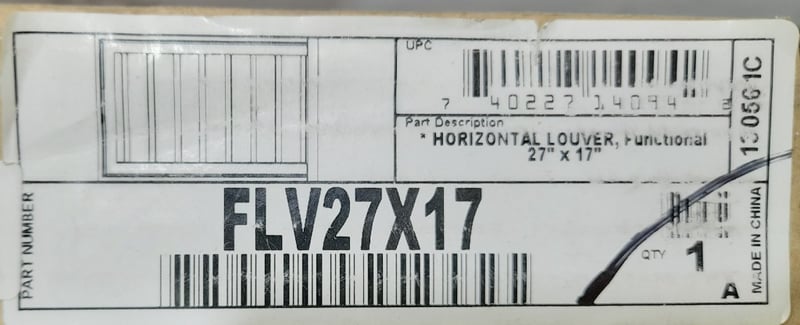 UPC
7 40227 14094
Part Description
* HORIZONTAL LOUVER, Functional
27" x 17"
PART NUMBER
FLV27X17
QTY
1
A
MADE IN CHINA